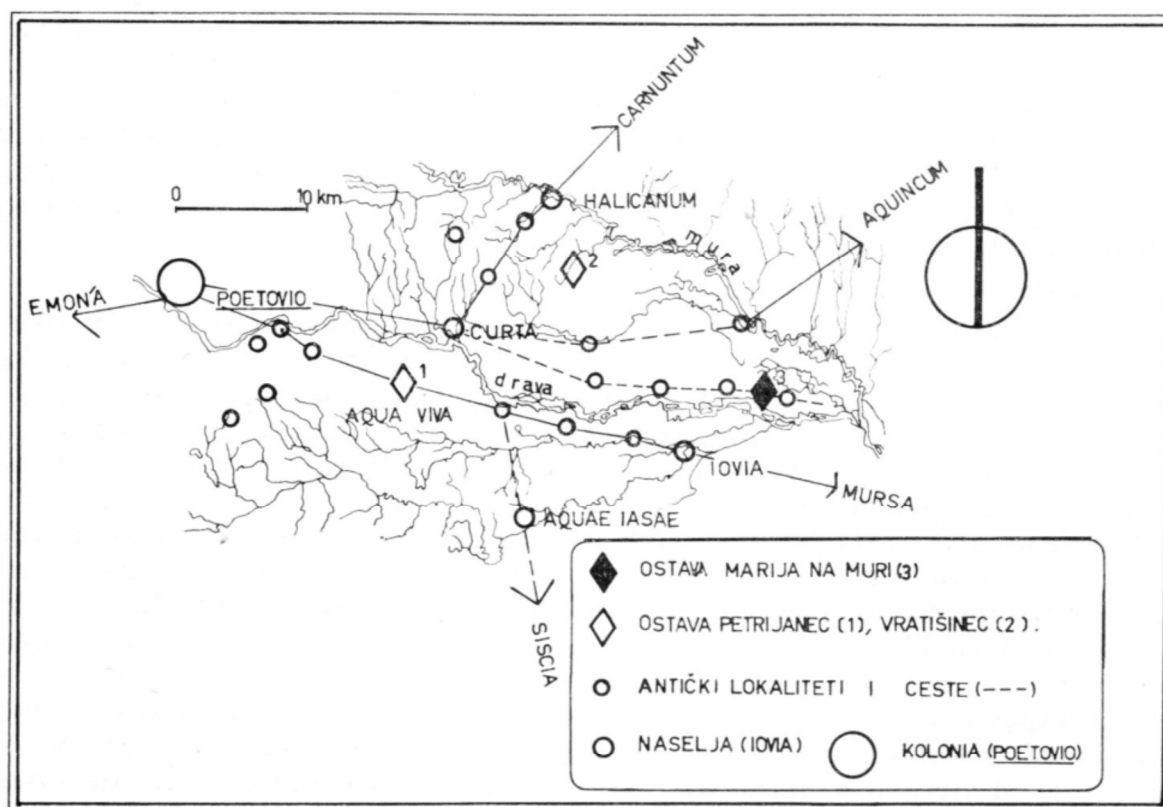 CARNUNTUM
0 10 km
HALICANUM
AQUINCUM
mura
2
EMONA
POETOVIO
CURTA
1
drava
3
AQUA VIVA
IOVIA
MURSA
AQUAE IASAE
SISCIA
OSTAVA MARIJA NA MURI (3)
OSTAVA PETRIJANEC (1), VRATIŠINEC (2).
ANTIČKI LOKALITETI I CESTE (---)
NASELJA (IOVIA) KOLONIA (POETOVIO)